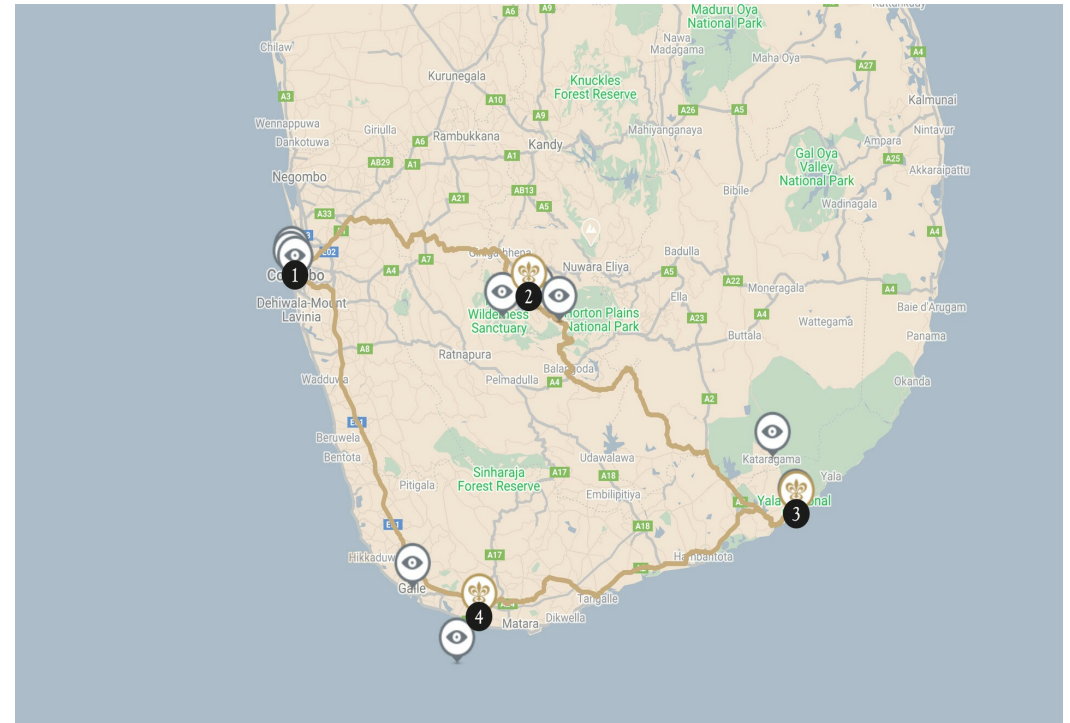 Maduru Oya
National Park
A6
A9
Chilaw
Nawa
Madagama
Maha Oya
A4
A27
Kurunegala
Knuckles
Forest Reserve
A3
A10
A26
A5
Kalmunai
Wennappuwa
Dankotuwa
Giriulla
A6
Rambukkana
A9
Kandy
Mahiyanganaya
Nintavur
Ampara
AB29
A1
A1
Gal Oya
Valley
National Park
A25
Akkaraipattu
Negombo
A21
AB13
A5
Bibile
Wadinagala
A33
A4
E02
A7
A4
Badulla
Nuwara Eliya
A5
A22
Moneragala
A4
1
2
Ella
Baie d'Arugam
Dehiwala-Mount
Lavinia
Wilderness
Sanctuary
Horton Plains
National Park
A23
A4
Wattegama
Buttala
Panama
A8
Ratnapura
Balangoda
Wadduwa
Pelmadulla
A4
Okanda
A2
Beruwela
Bentota
Udawalawa
Kataragama
Pitigala
Sinharaja
Forest Reserve
A17
A18
Yala
Embilipitiya
3
A18
A17
Galle
Tangalle
4
Matara
Dikwella